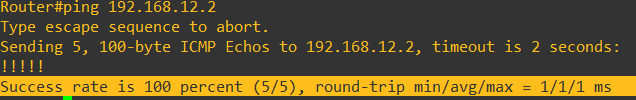 Router#ping 192.168.12.2
Type escape sequence to abort.
Sending 5, 100-byte ICMP Echos to 192.168.12.2, timeout is 2 seconds:
!!!!!
Success rate is 100 percent (5/5), round-trip min/avg/max = 1/1/1 ms